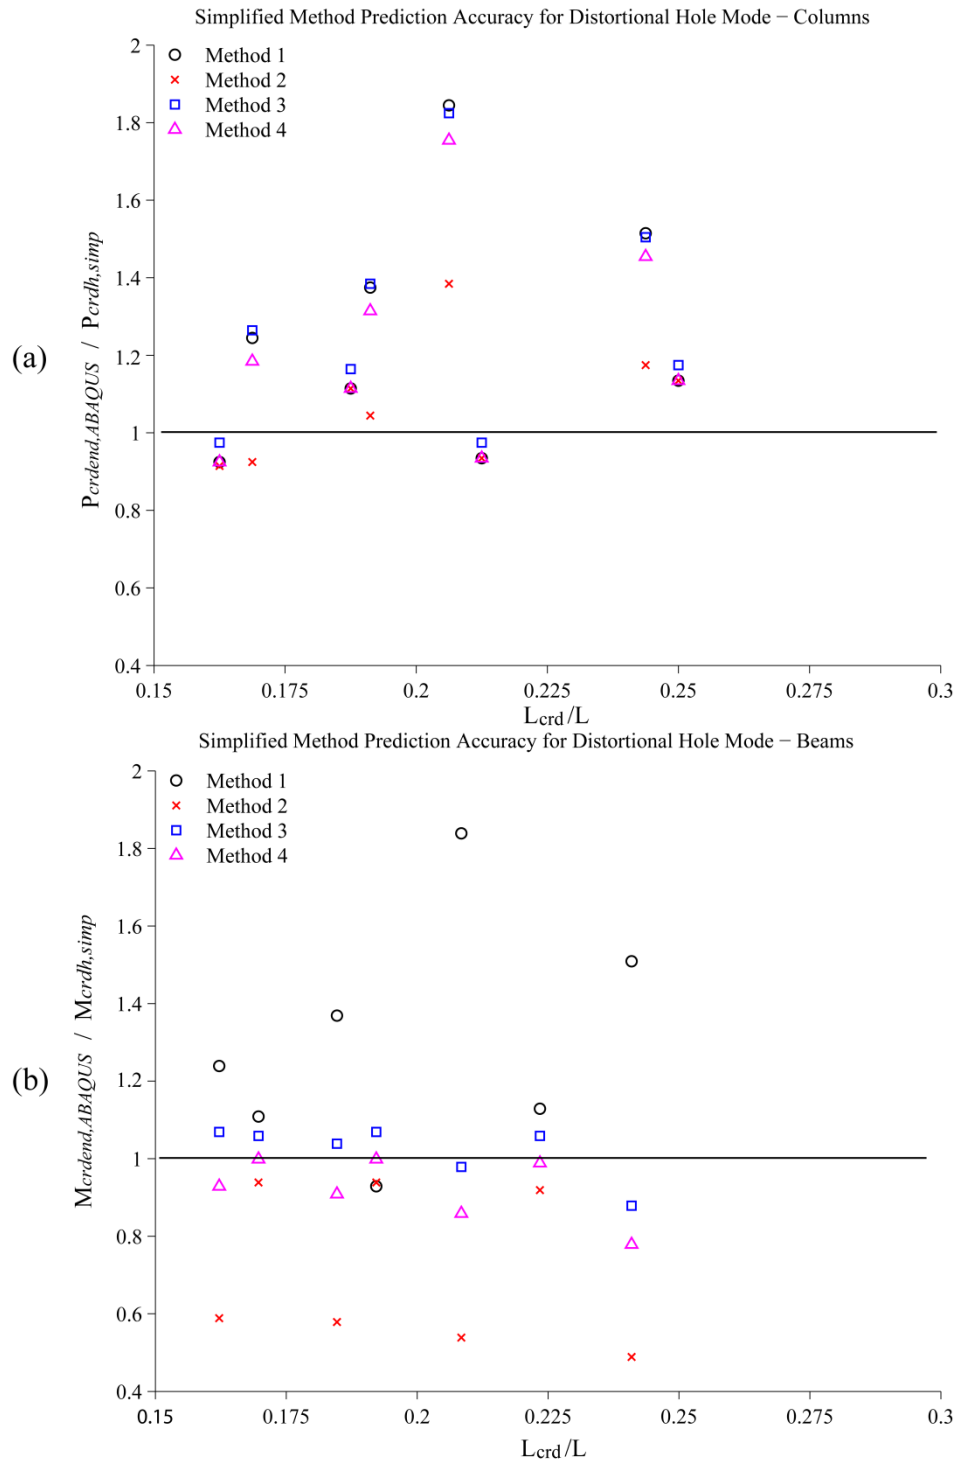 Simplified Method Prediction Accuracy for Distortional Hole Mode − Columns
2
Method 1
Method 2
Method 3
Method 4
1.8
1.6
1.4
1.2
1
0.8
0.6
0.4
Pcrdend,ABAQUS / Pcrdh,simp
(a)
0.15 0.175 0.2 0.225 0.25 0.275 0.3
Lcrd/L
Simplified Method Prediction Accuracy for Distortional Hole Mode − Beams
2
Method 1
Method 2
Method 3
Method 4
1.8
1.6
1.4
1.2
1
0.8
0.6
0.4
Mcrdend,ABAQUS / Mcrdh,simp
(b)
0.15 0.175 0.2 0.225 0.25 0.275 0.3
Lcrd/L